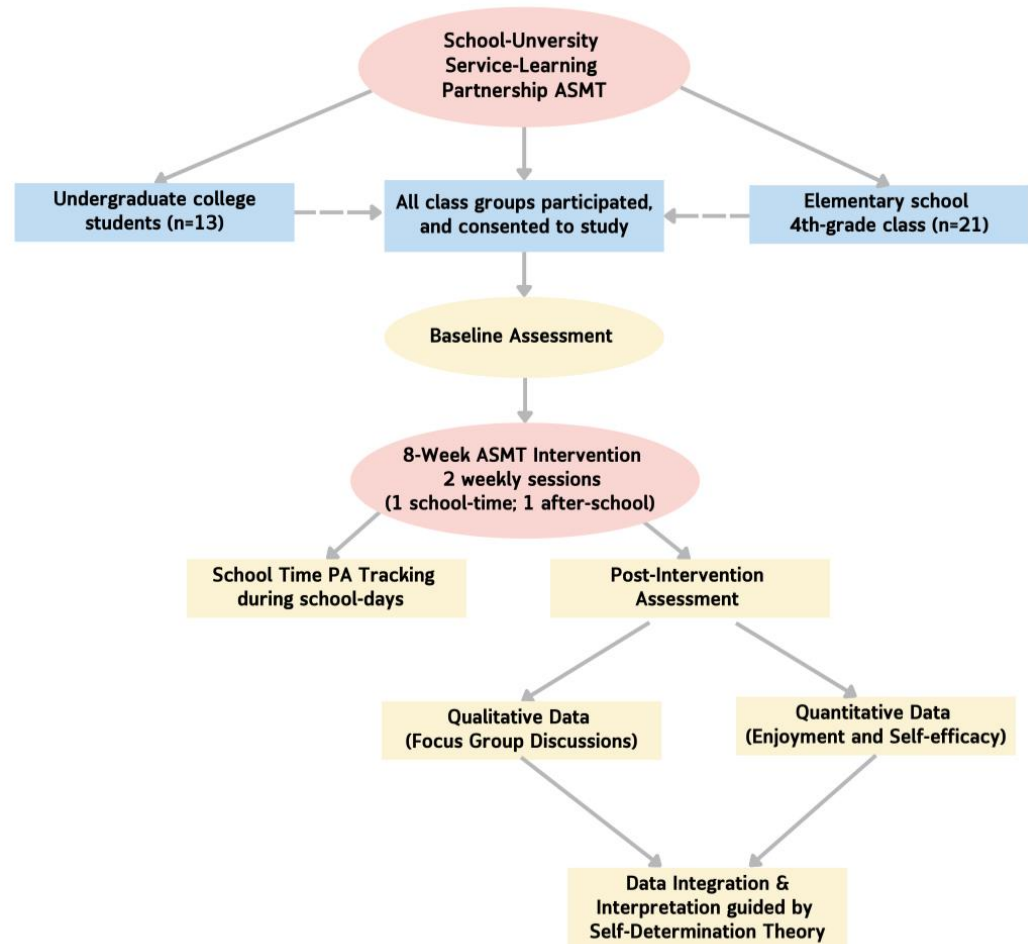 School-Unversity
Service-Learning
Partnership ASMT
Undergraduate college
students (n=13)
All class groups participated,
and consented to study
Elementary school
4th-grade class (n=21)
Baseline Assessment
8-Week ASMT Intervention
2 weekly sessions
(1 school-time; 1 after-school)
School Time PA Tracking
during school-days
Post-Intervention
Assessment
Qualitative Data
(Focus Group Discussions)
Quantitative Data
(Enjoyment and Self-efficacy)
Data Integration &
Interpretation guided by
Self-Determination Theory